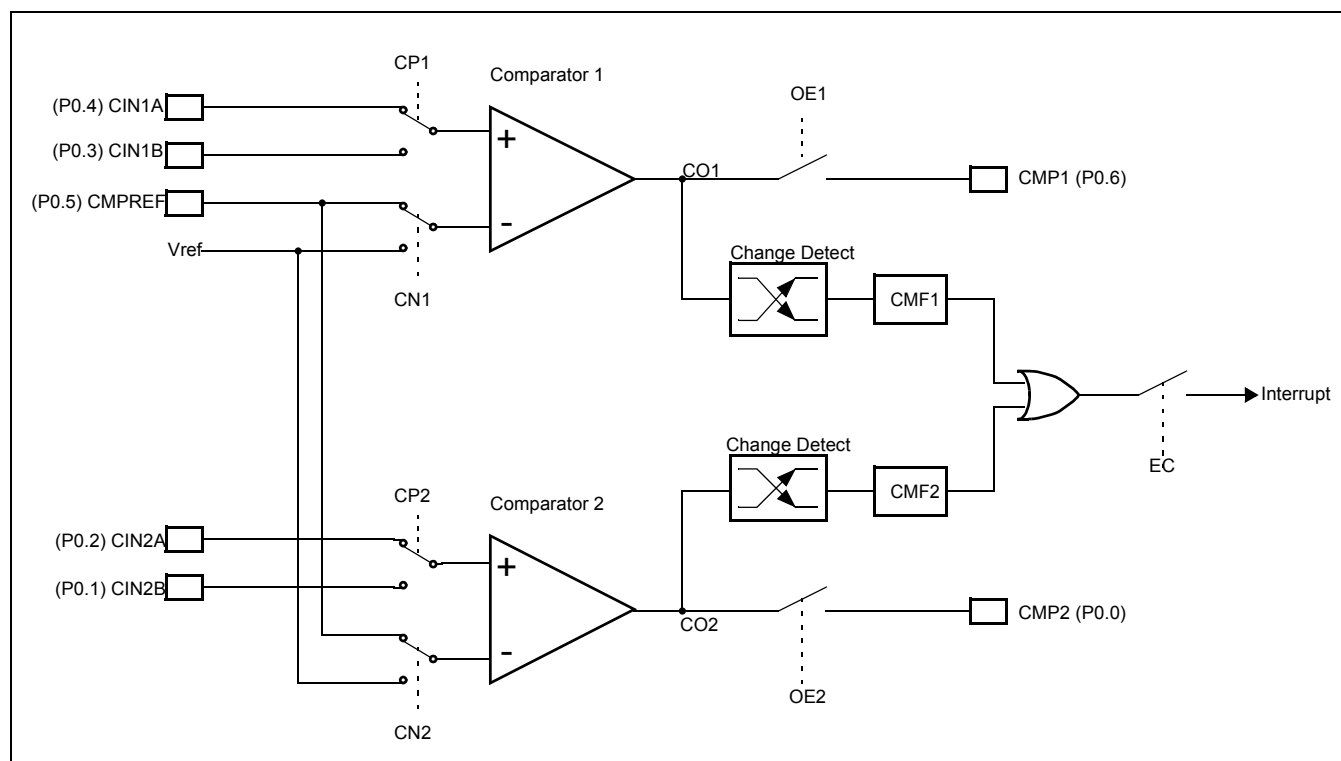 CP1
Comparator 1
OE1
(P0.4) CIN1A
+
(P0.3) CIN1B
CO1
CMP1 (P0.6)
(P0.5) CMPREF
-
Vref
Change Detect
CN1
CMF1
Interrupt
Change Detect
EC
CP2
Comparator 2
CMF2
(P0.2) CIN2A
+
(P0.1) CIN2B
CO2
CMP2 (P0.0)
-
OE2
CN2